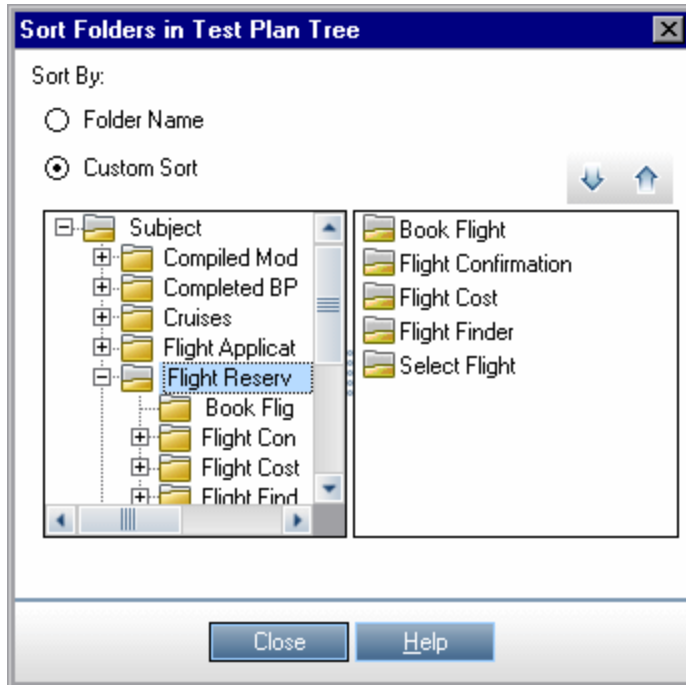 Sort Folders in Test Plan Tree
Sort By:
Folder Name
Custom Sort
Subject
Compiled Mod
Completed BP
Cruises
Flight Applicat
Flight Reserv
Book Flig
Flight Con
Flight Cost
Flight Find
Book Flight
Flight Confirmation
Flight Cost
Flight Finder
Select Flight
Close
Help